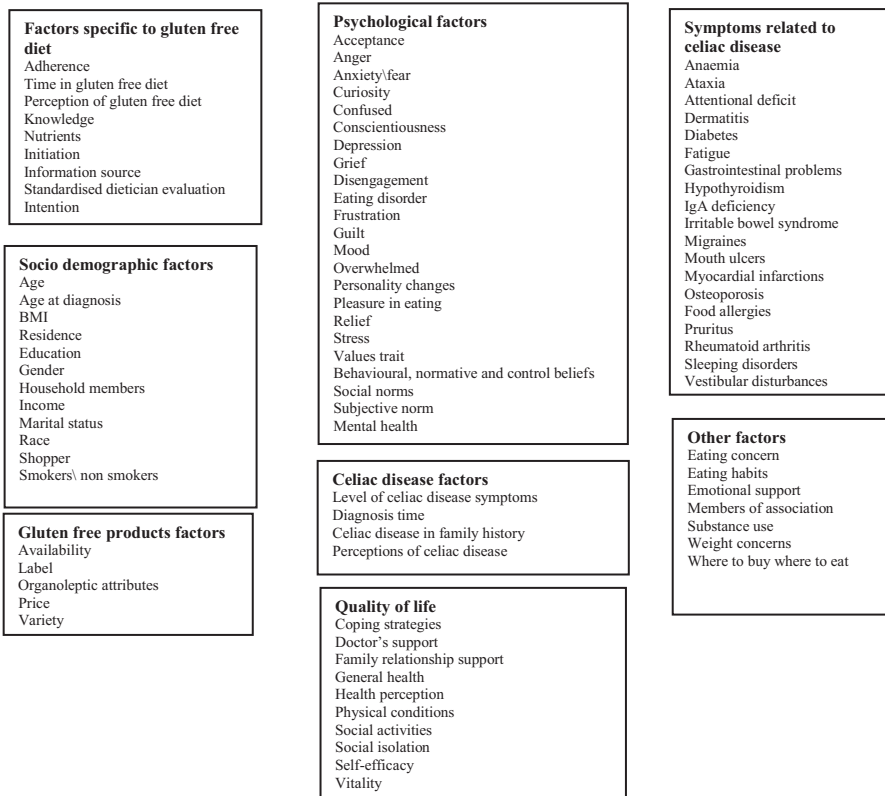 Factors specific to gluten free
diet
Adherence
Time in gluten free diet
Perception of gluten free diet
Knowledge
Nutrients
Initiation
Information source
Standardised dietician evaluation
Intention
Socio demographic factors
Age
Age at diagnosis
BMI
Residence
Education
Gender
Household members
Income
Marital status
Race
Shopper
Smokers\ non smokers
Gluten free products factors
Availability
Label
Organoleptic attributes
Price
Variety
Psychological factors
Acceptance
Anger
Anxiety\fear
Curiosity
Confused
Conscientiousness
Depression
Grief
Disengagement
Eating disorder
Frustration
Guilt
Mood
Overwhelmed
Personality changes
Pleasure in eating
Relief
Stress
Values trait
Behavioural, normative and control beliefs
Social norms
Subjective norm
Mental health
Celiac disease factors
Level of celiac disease symptoms
Diagnosis time
Celiac disease in family history
Perceptions of celiac disease
Quality of life
Coping strategies
Doctor's support
Family relationship support
General health
Health perception
Physical conditions
Social activities
Social isolation
Self-efficacy
Vitality
Symptoms related to
celiac disease
Anaemia
Ataxia
Attentional deficit
Dermatitis
Diabetes
Fatigue
Gastrointestinal problems
Hypothyroidism
IgA deficiency
Irritable bowel syndrome
Migraines
Mouth ulcers
Myocardial infarctions
Osteoporosis
Food allergies
Pruritus
Rheumatoid arthritis
Sleeping disorders
Vestibular disturbances
Other factors
Eating concern
Eating habits
Emotional support
Members of association
Substance use
Weight concerns
Where to buy where to eat